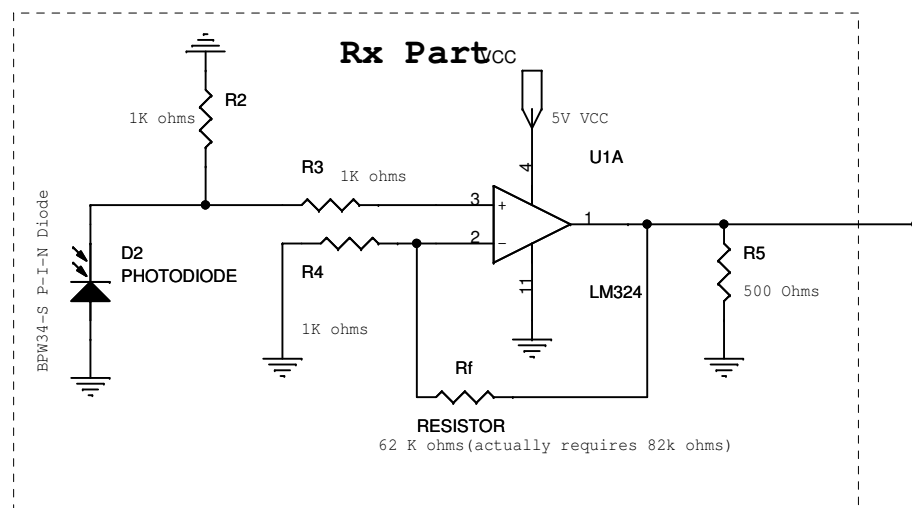 Rx Part
VCC
R2
1K ohms
5V VCC
U1A
4
R3
1K ohms
3
+
1
2
−
BPW34-S P-I-N Diode
D2
PHOTODIODE
R4
R5
11
LM324
500 Ohms
1K ohms
Rf
RESISTOR
62 K ohms(actually requires 82k ohms)